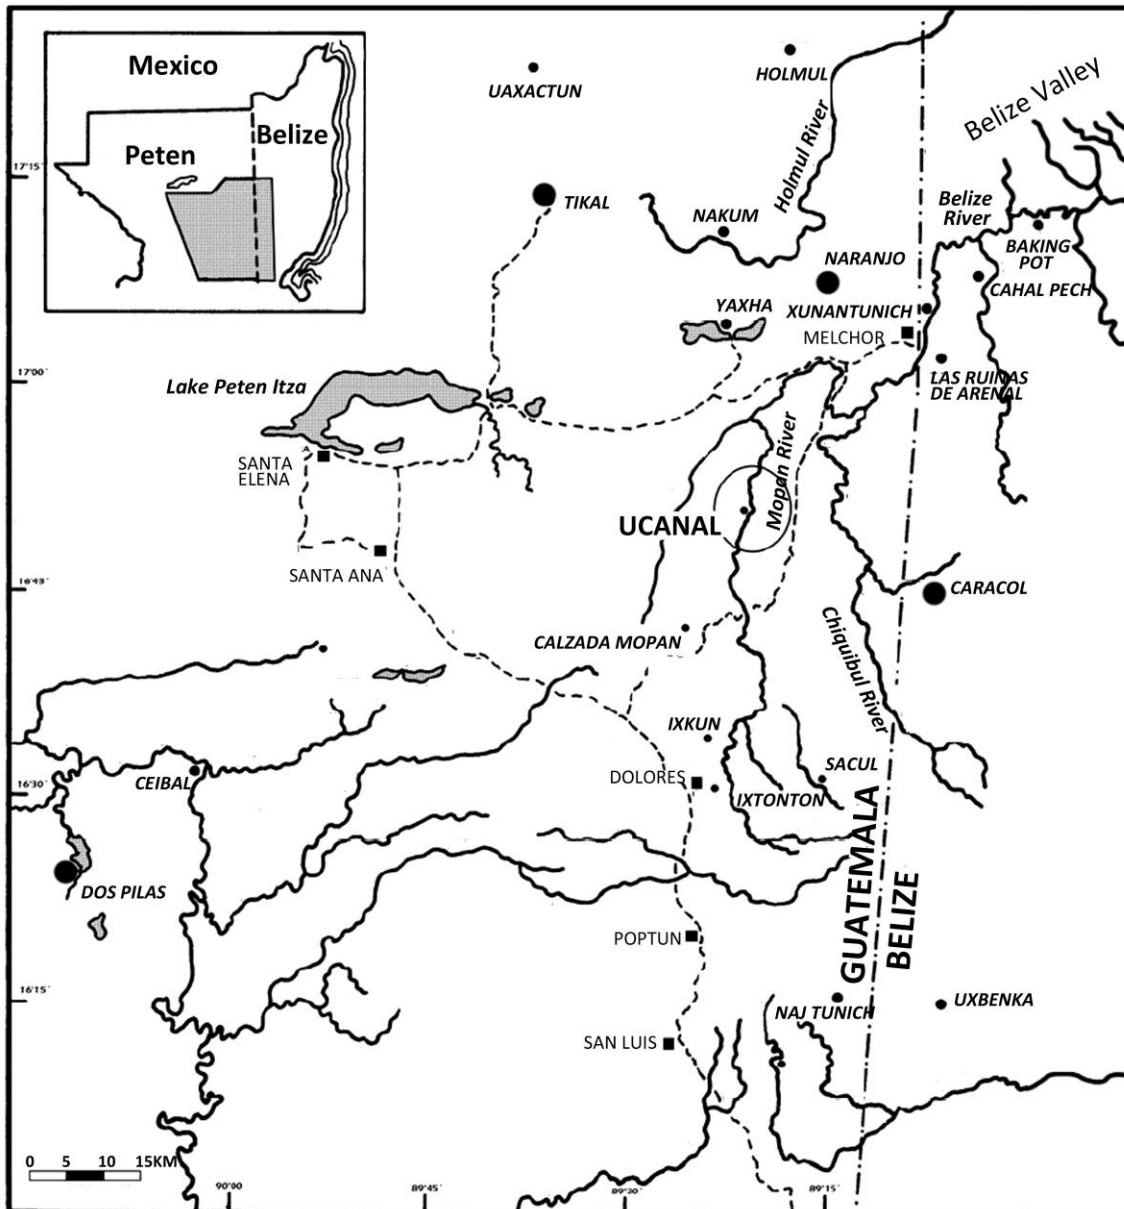 Mexico
Belize
Peten
UAXACTUN
HOLMUL
Holmul River
Belize Valley
17°15´
TIKAL
NAKUM
Belize
River
BAKING
POT
NARANJO
CAHAL PECH
YAXHA
XUNANTUNICH
MELCHOR
17°00
Lake Peten Itza
LAS RUINAS
DE ARENAL
SANTA
ELENA
Mopan River
UCANAL
SANTA ANA
CARACOL
CALZADA MOPAN
Chiquibul River
IXKUN
SACUL
CEIBAL
DOLORES
IXTONTON
16°30´
GUATEMALA
BELIZE
DOS PILAS
POPTUN
16°15´
NAJ TUNICH
UXBENKA
SAN LUIS
0 5 10 15KM
90°00
89°45´
89°30´
89°15´